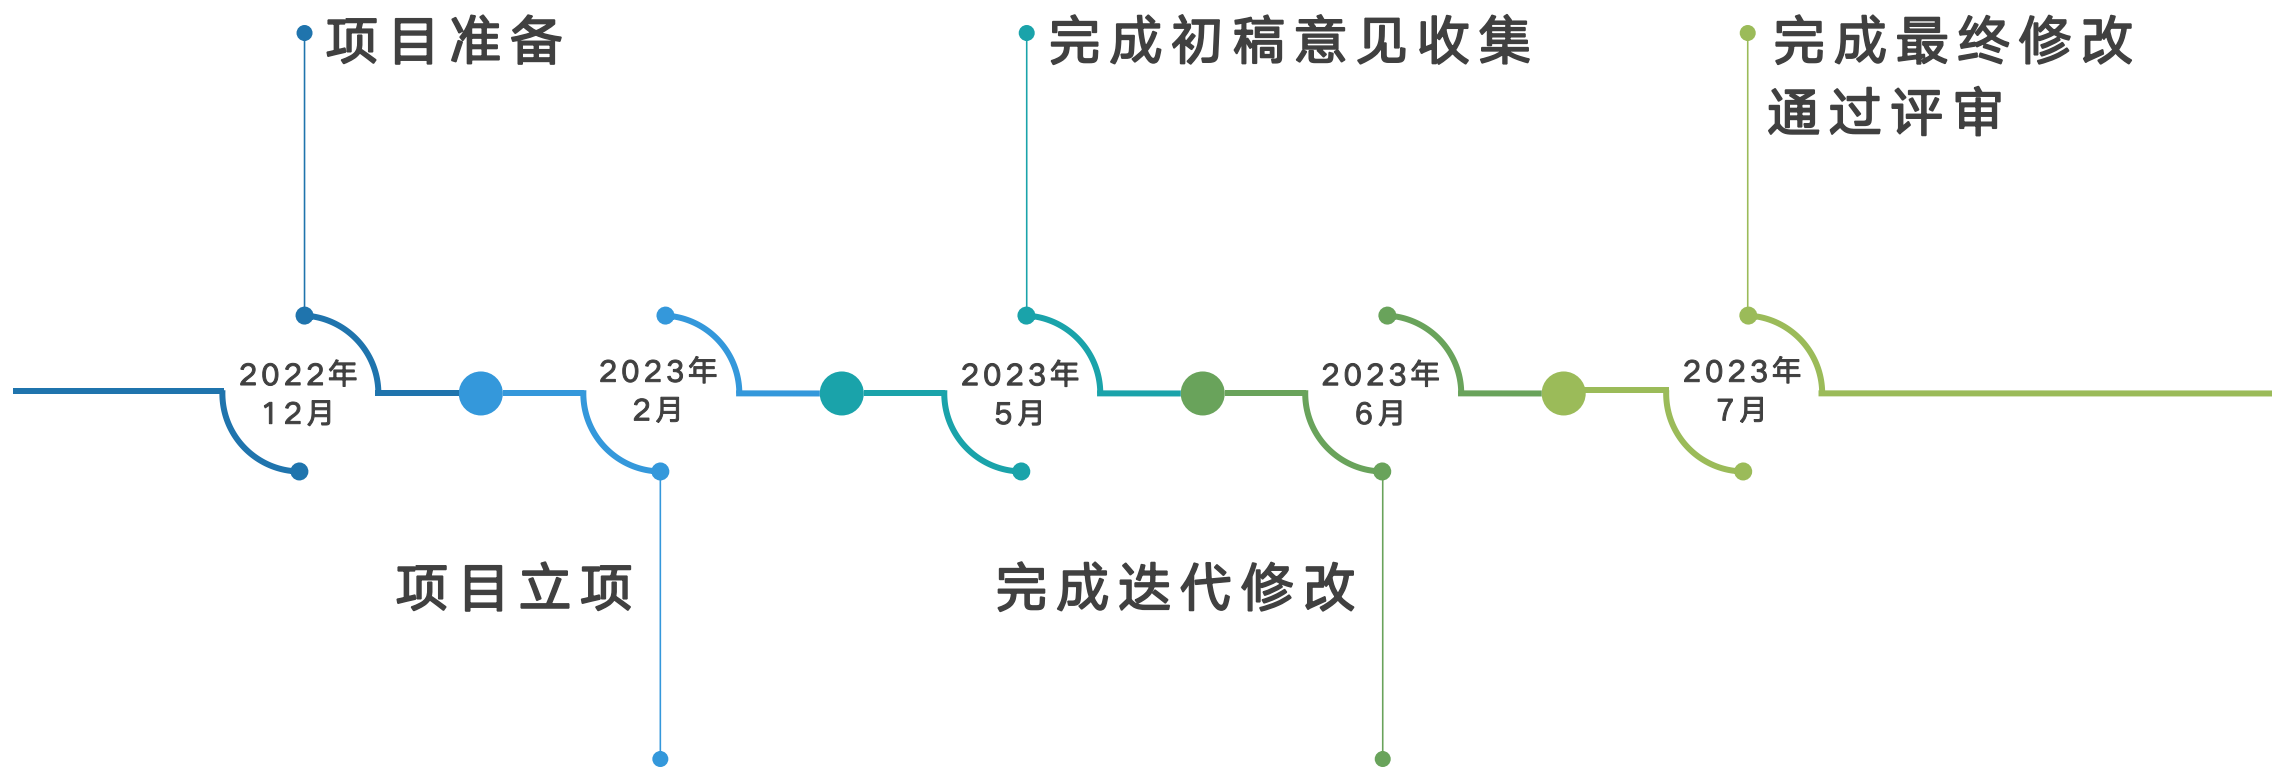 项目准备
完成初稿意见收集
完成最终修改
通过评审
2022年
12月
2023年
2月
2023年
5月
2023年
6月
2023年
7月
项目立项
完成迭代修改